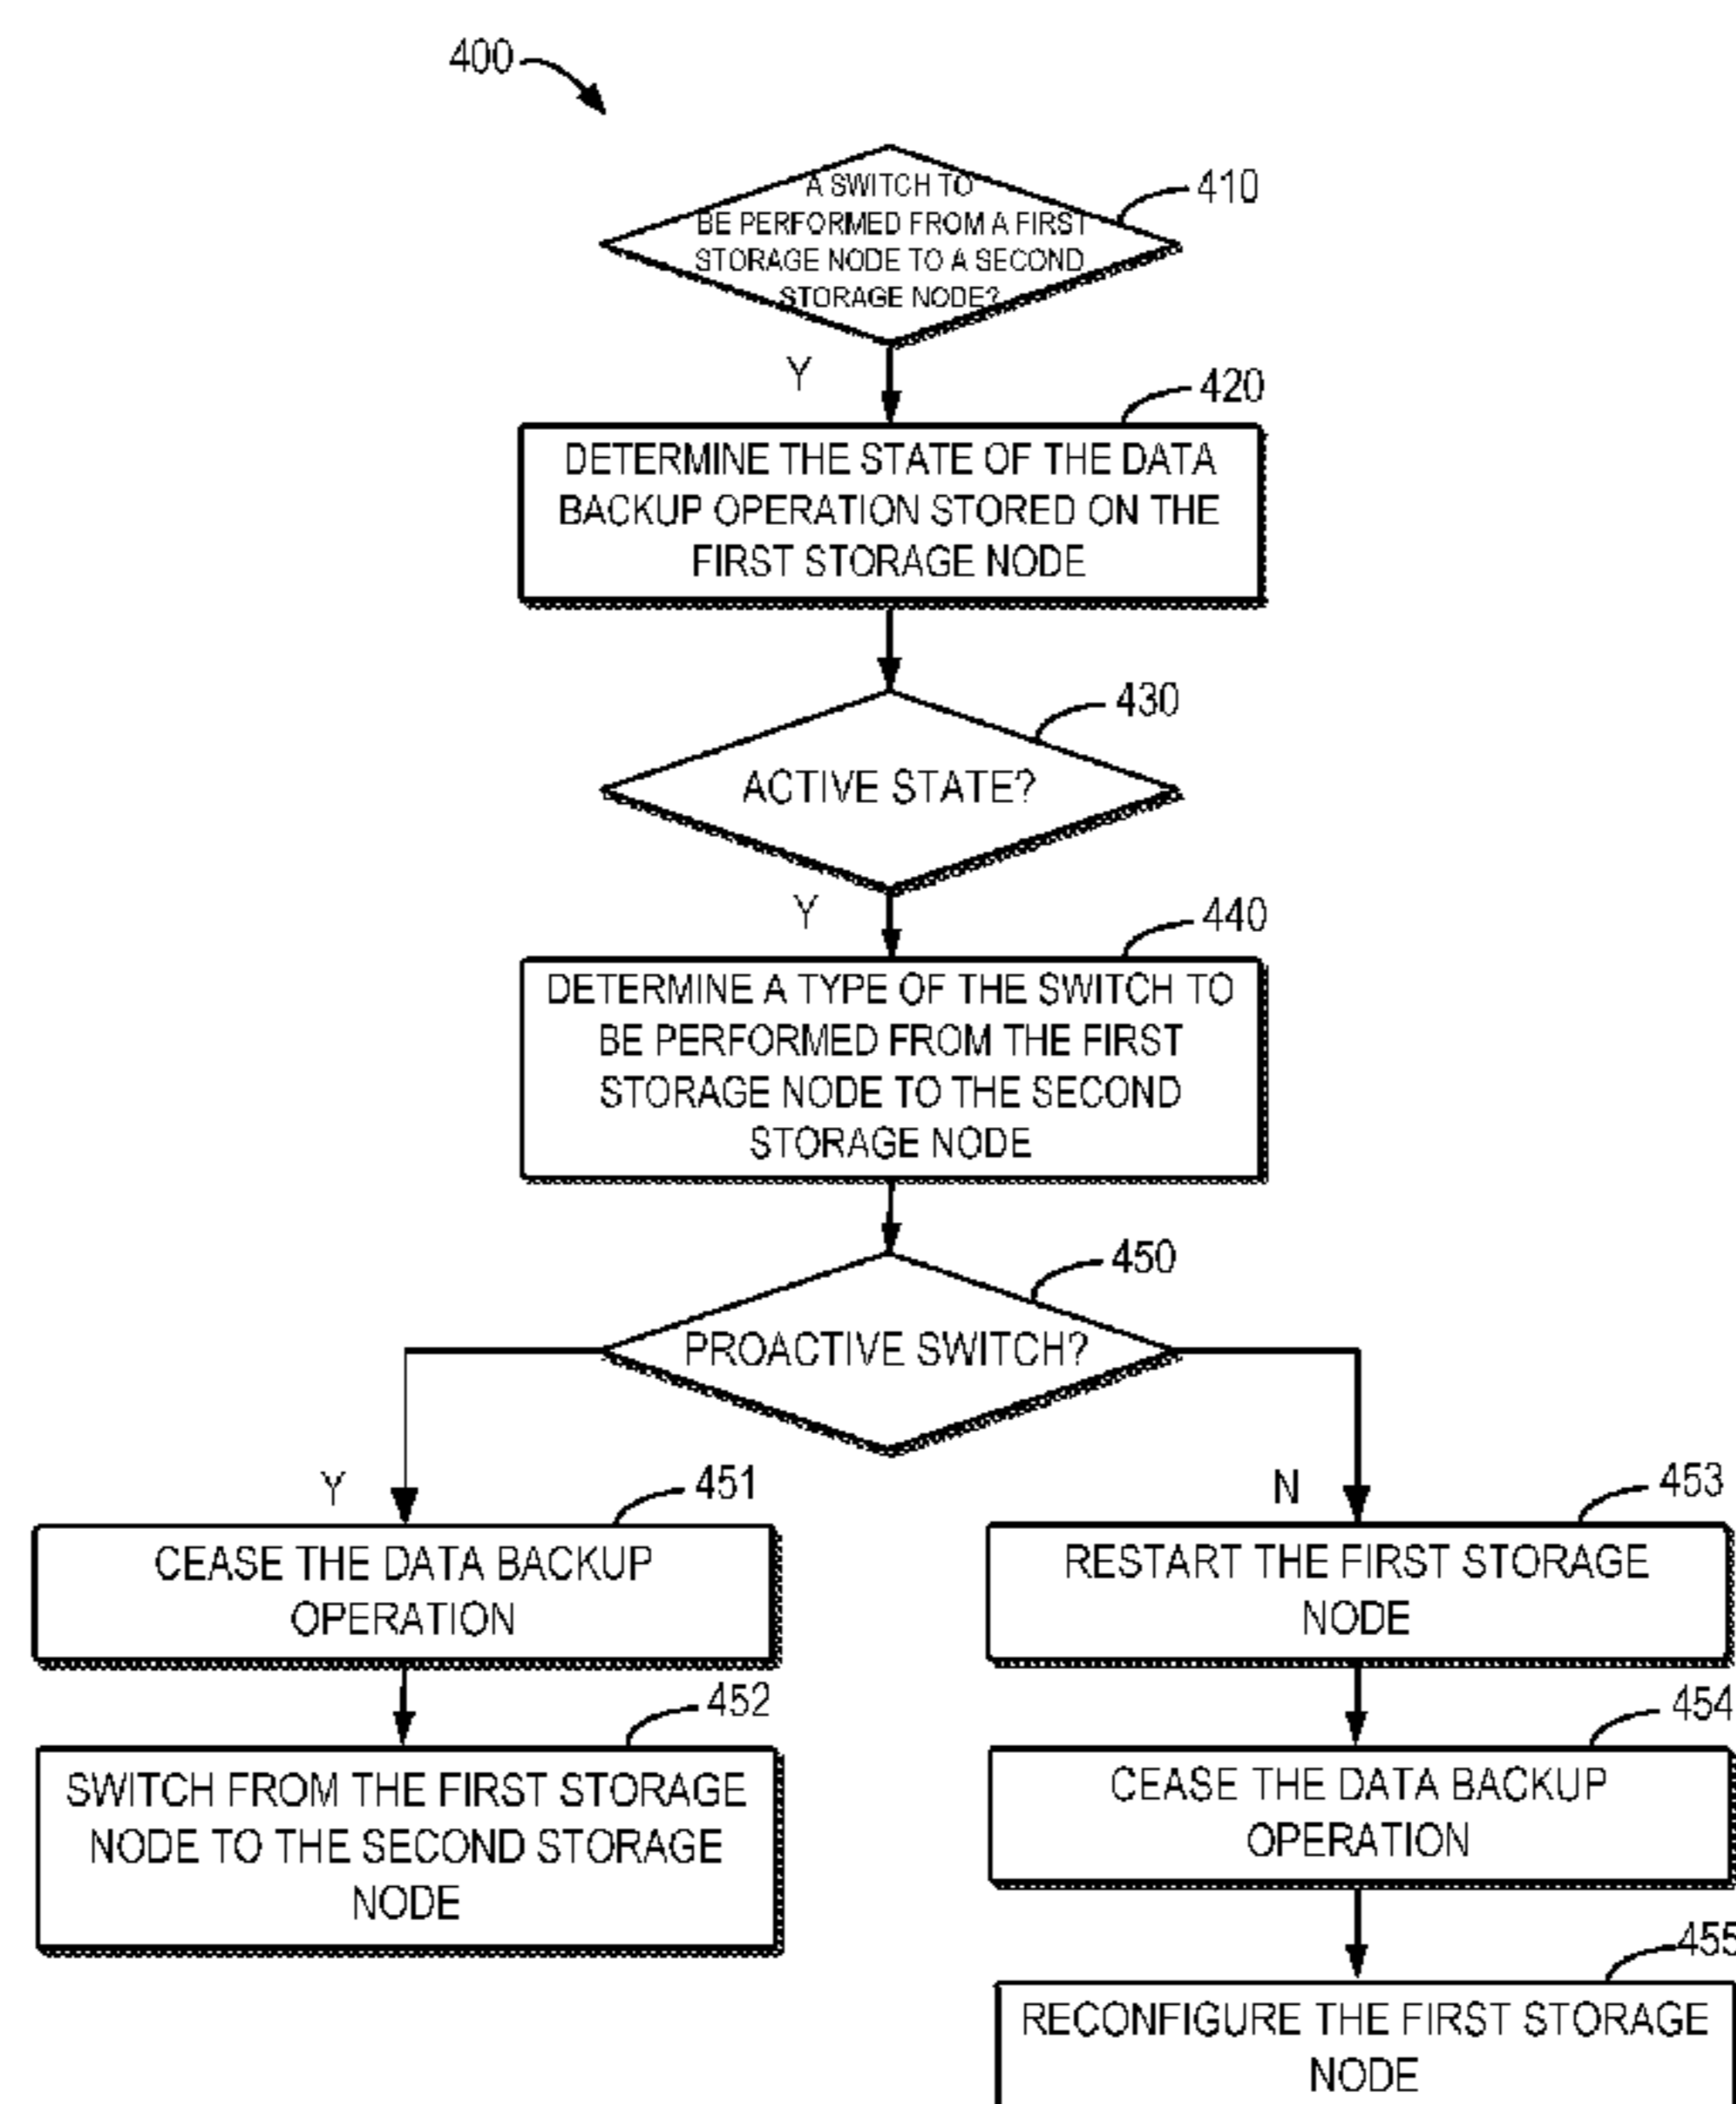 400
A SWITCH TO
BE PERFORMED FROM A FIRST
STORAGE NODE TO A SECOND
STORAGE NODE?
410
Y
420
DETERMINE THE STATE OF THE DATA
BACKUP OPERATION STORED ON THE
FIRST STORAGE NODE
430
ACTIVE STATE?
Y
440
DETERMINE A TYPE OF THE SWITCH TO
BE PERFORMED FROM THE FIRST
STORAGE NODE TO THE SECOND
STORAGE NODE
450
PROACTIVE SWITCH?
Y
451
CEASE THE DATA BACKUP
OPERATION
452
SWITCH FROM THE FIRST STORAGE
NODE TO THE SECOND STORAGE
NODE
N
453
RESTART THE FIRST STORAGE
NODE
454
CEASE THE DATA BACKUP
OPERATION
455
RECONFIGURE THE FIRST STORAGE
NODE